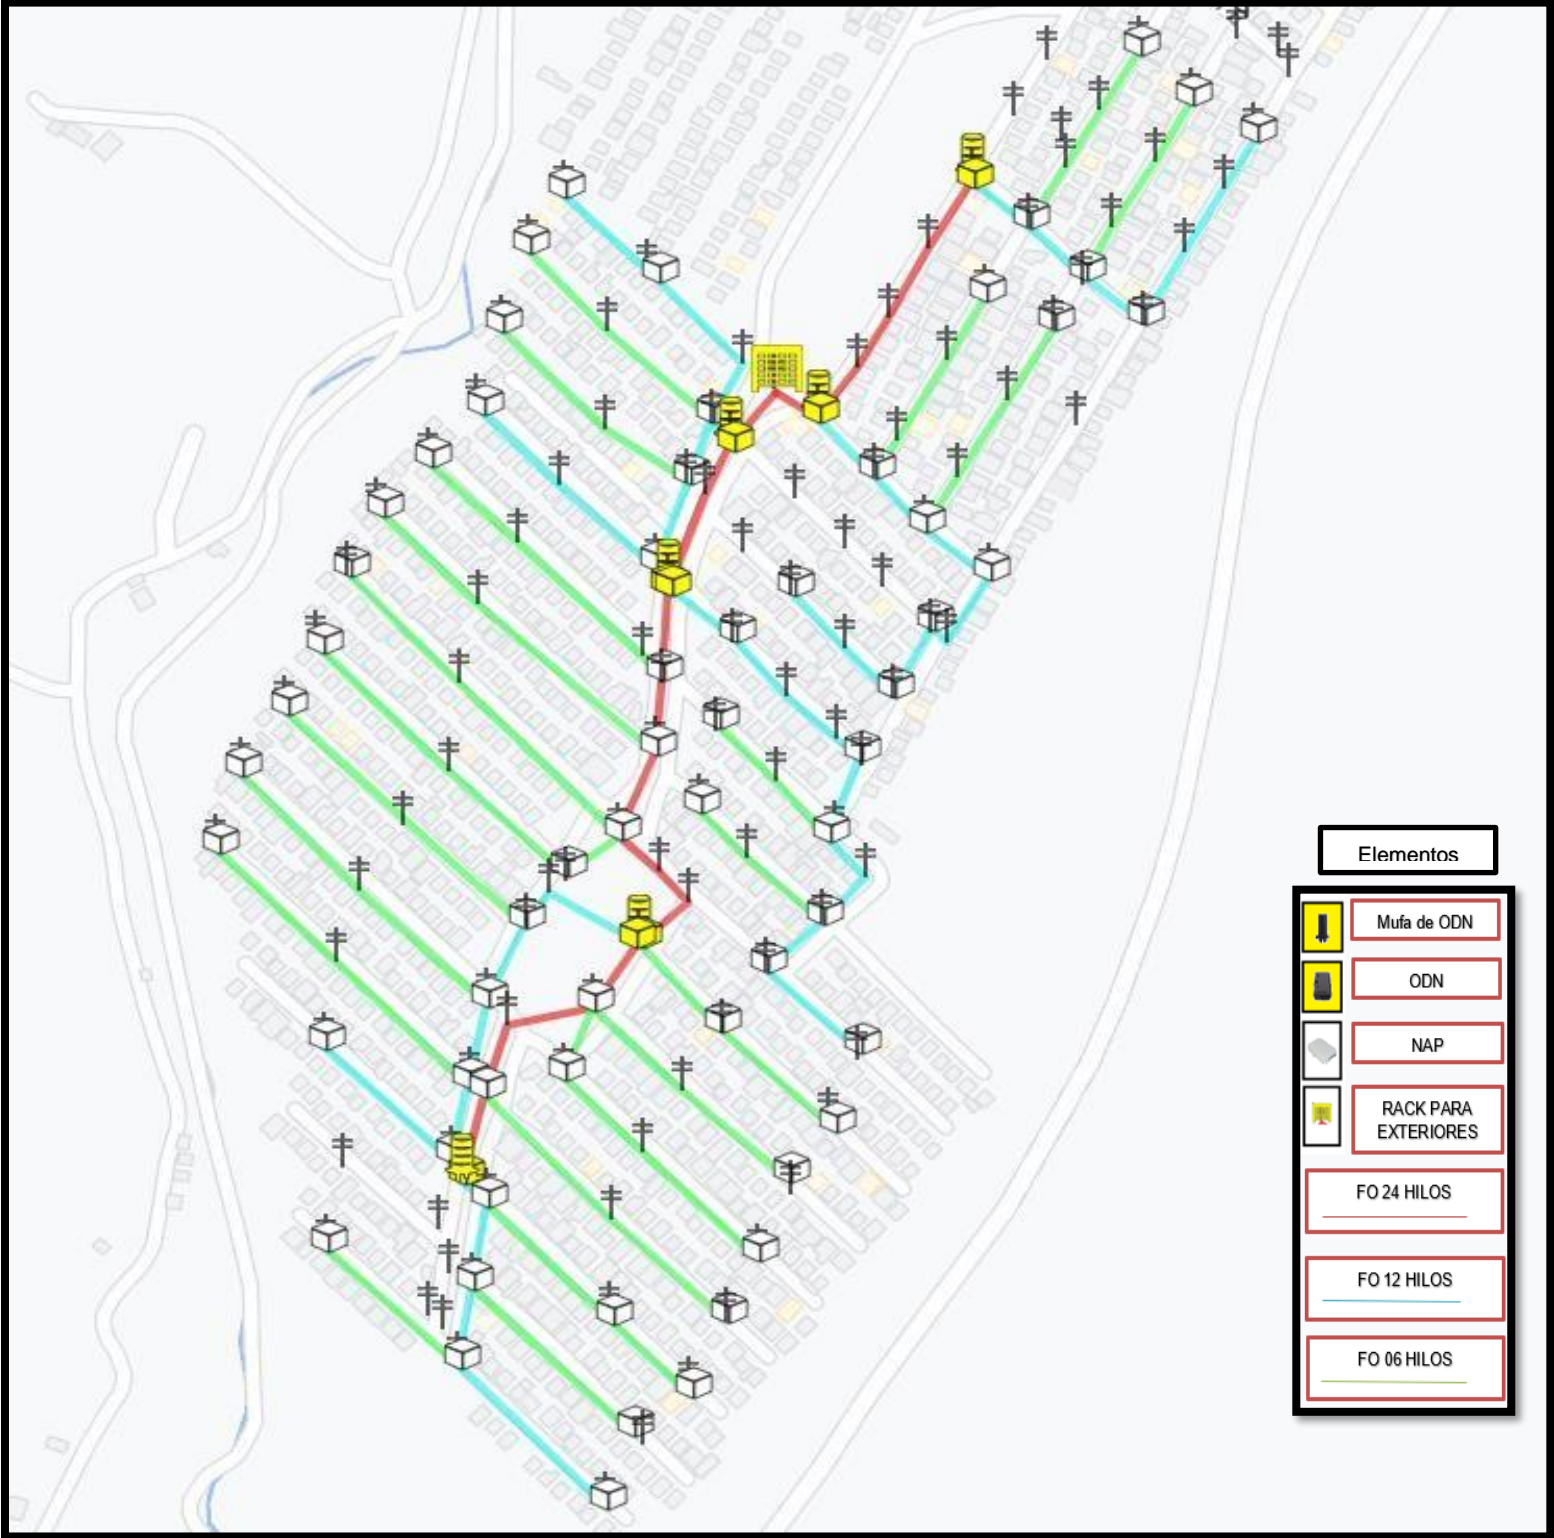 Elementos
Mufa de ODN
ODN
NAP
RACK PARA
EXTERIORES
FO 24 HILOS
FO 12 HILOS
FO 06 HILOS